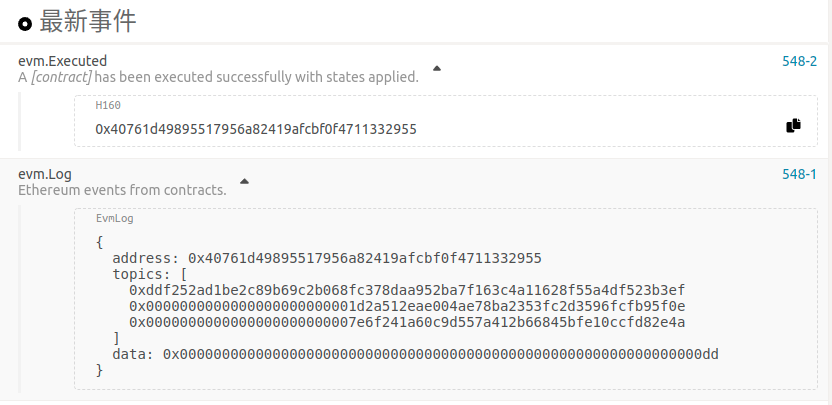 最新事件
evm.Executed
548-2
A [contract] has been executed successfully with states applied.
H160
0x40761d49895517956a82419afcbf0f4711332955
evm.Log
548-1
Ethereum events from contracts.
EvmLog
{
address: 0x40761d49895517956a82419afcbf0f4711332955
topics: [
0xddf252ad1be2c89b69c2b068fc378daa952ba7f163c4a11628f55a4df523b3ef
0x0000000000000000000000001d2a512eae004ae78ba2353fc2d3596fcfb95f0e
0x0000000000000000000000007e6f241a60c9d557a412b66845bfe10ccfd82e4a
]
data: 0x00000000000000000000000000000000000000000000000000000000000000dd
}